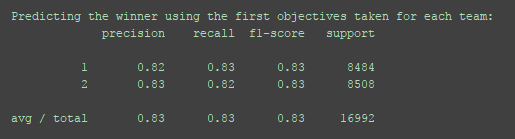 Predicting the winner using the first objectives taken for each team:
precision recall f1-score support
1 0.82 0.83 0.83 8484
2 0.83 0.82 0.83 8508
avg / total 0.83 0.83 0.83 16992